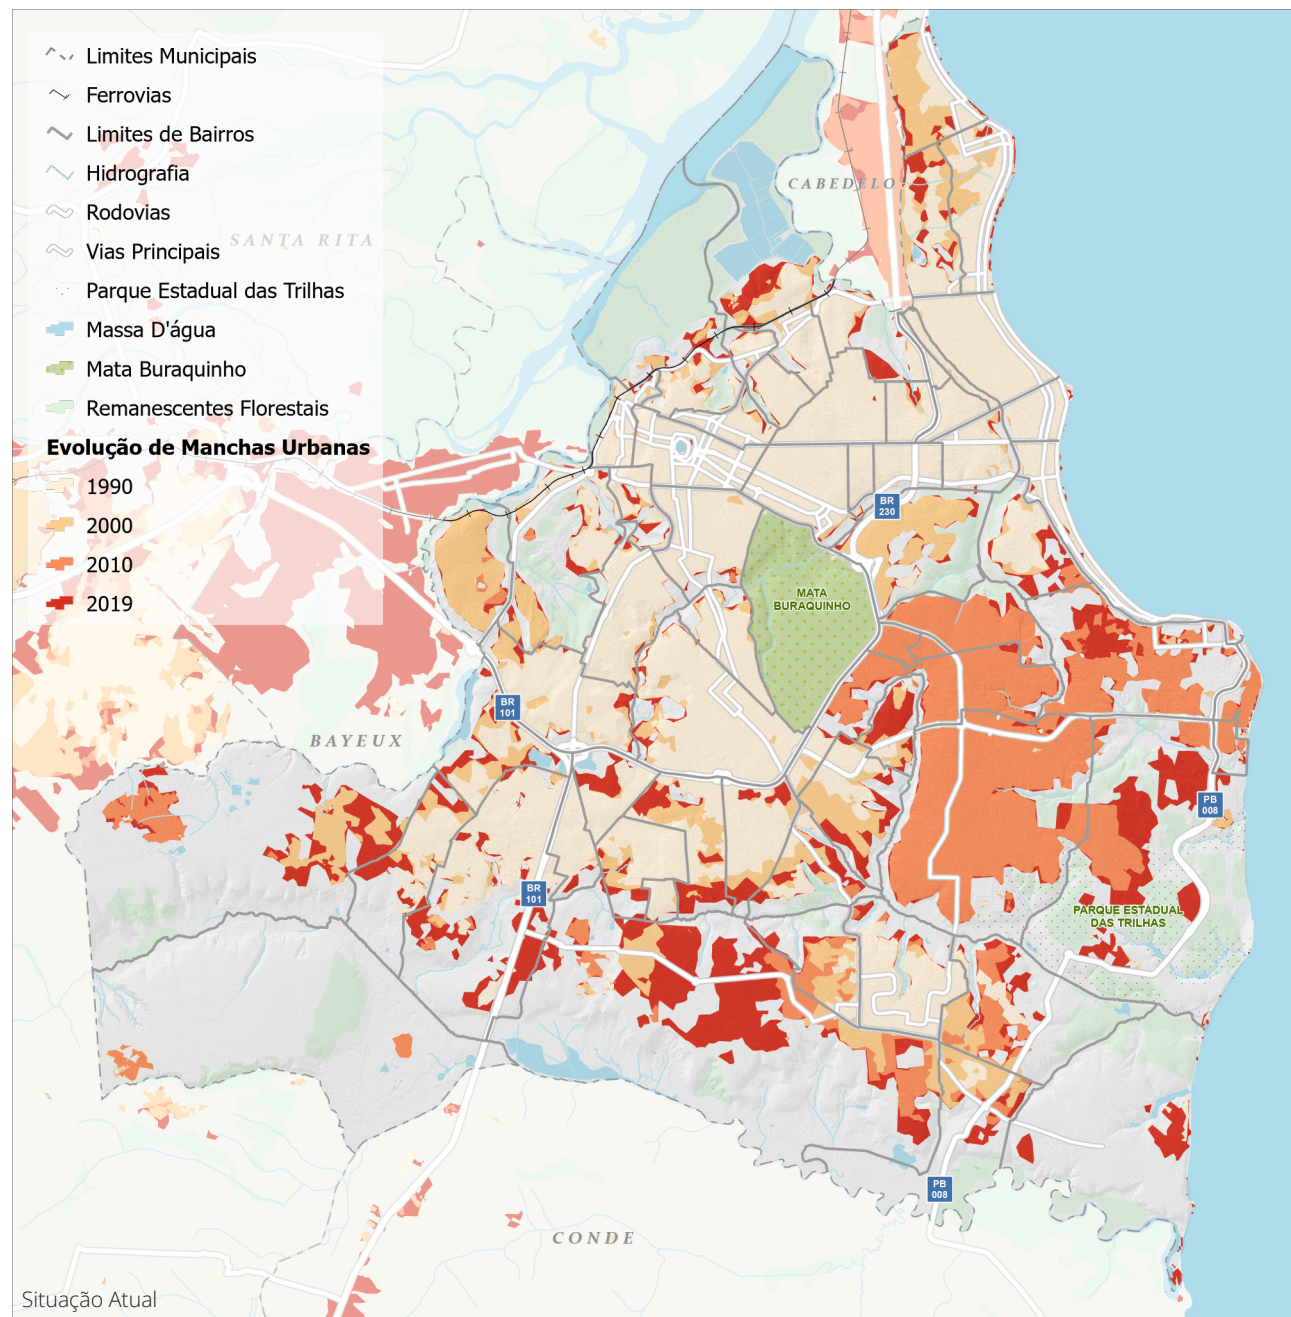 Limites Municipais
Ferrovias
Limites de Bairros
Hidrografia
Rodovias
Vias Principais
Parque Estadual das Trilhas
Massa D'água
Mata Buraquinho
Remanescentes Florestais
Evolução de Manchas Urbanas
1990
2000
2010
2019
CABEDELO
SANTA RITA
BR
230
MATA
BURAQUINHO
BR
101
BAYEUX
PB
008
BR
101
PARQUE ESTADUAL
DAS TRILHAS
PB
008
CONDE
Situação Atual